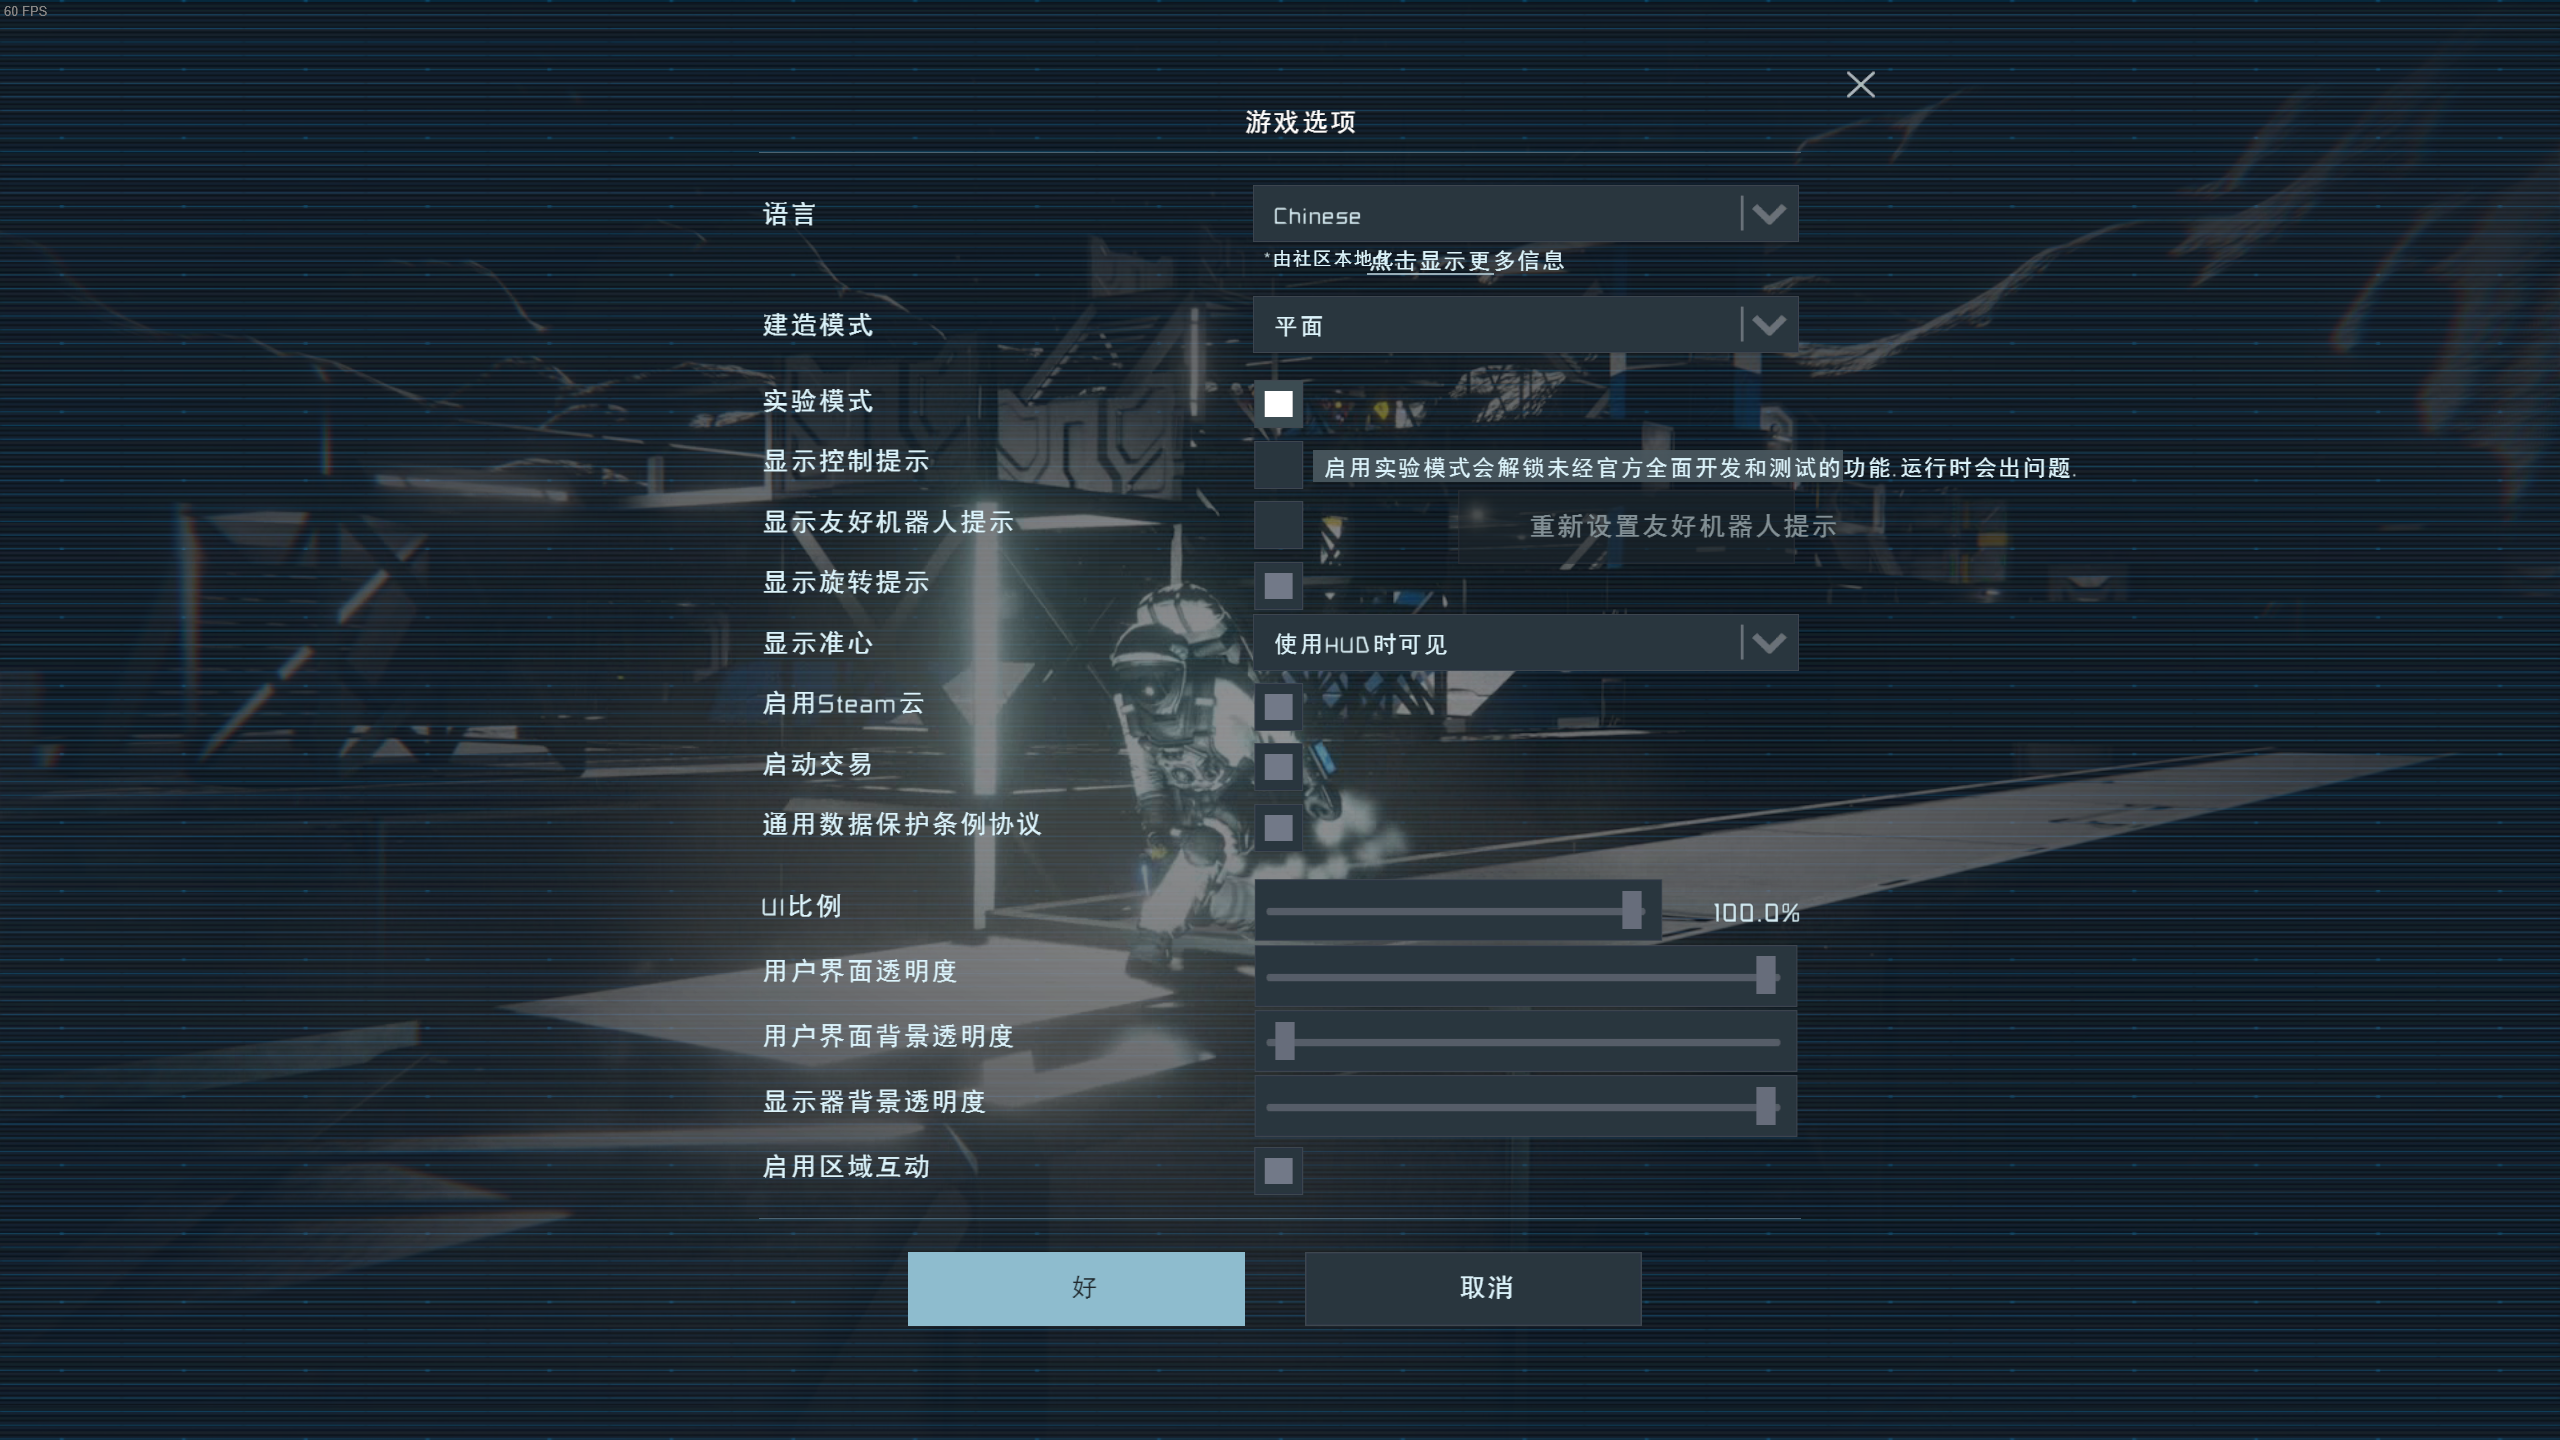 60 FPS
游戏选项
语言
Chinese
*由社区本地化
点击显示更多信息
建造模式
平面
实验模式
显示控制提示
启用实验模式会解锁未经官方全面开发和测试的功能.运行时会出问题.
显示友好机器人提示
重新设置友好机器人提示
显示旋转提示
显示准心
使用HUD时可见
启用Steam云
启动交易
通用数据保护条例协议
UI比例
100.0%
用户界面透明度
用户界面背景透明度
显示器背景透明度
启用区域互动
好
取消